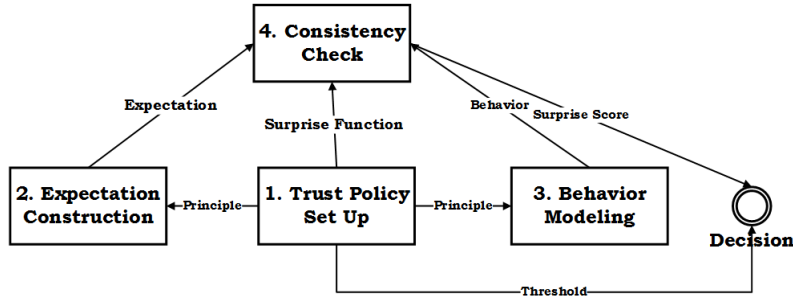 4. Consistency
Check
Expectation
Behavior
Surprise Score
Surprise Function
2. Expectation
Construction
Principle
1. Trust Policy
Set Up
Principle
3. Behavior
Modeling
Decision
Threshold